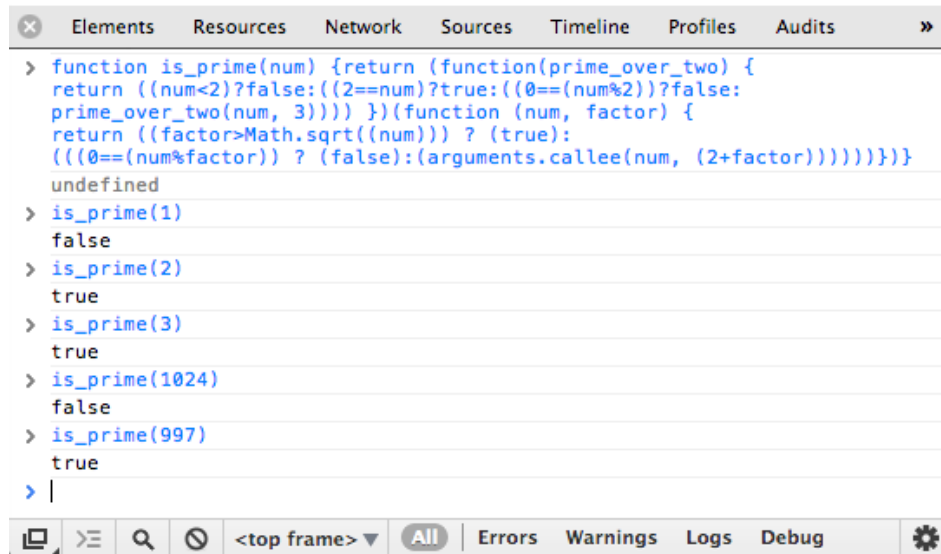 Elements Resources Network Sources Timeline Profiles Audits »
> function is_prime(num) {return (function(prime_over_two) {
return ((num<2)?false:((2==num)?true:((0==(num%2))?false:
prime_over_two(num, 3)))) })(function (num, factor) {
return ((factor>Math.sqrt((num))) ? (true):
(((0==(num%factor)) ? (false):(arguments.callee(num, (2+factor))))))})}
undefined
> is_prime(1)
false
> is_prime(2)
true
> is_prime(3)
true
> is_prime(1024)
false
> is_prime(997)
true
>
<top frame> ▼ All Errors Warnings Logs Debug